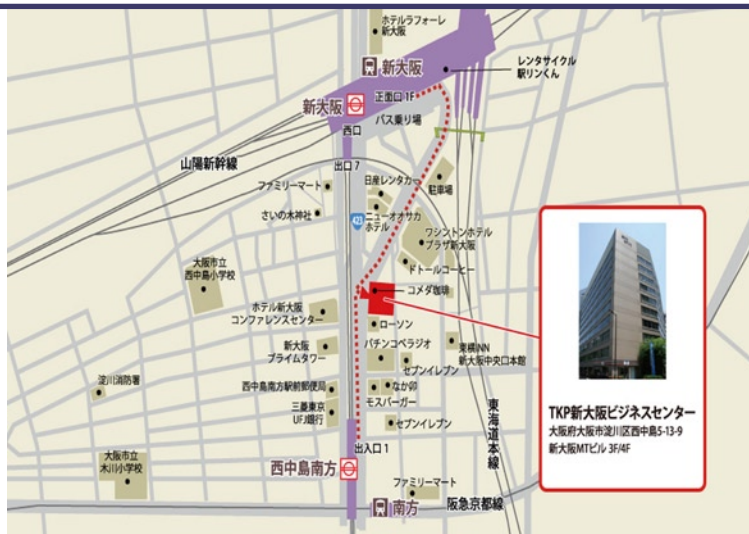 ホテルラフォーレ
新大阪
新大阪
レンタサイクル
駅リンくん
新大阪
正面口 1F
バス乗り場
西口
山陽新幹線
出口 7
ファミリーマート
日産レンタカー
駐車場
さいの木神社
423
ニューオオサカ
ホテル
ワシントンホテル
プラザ新大阪
大阪市立
西中島小学校
ドトールコーヒー
コメダ珈琲
ホテル新大阪
コンファレンスセンター
ローソン
新大阪
プライムタワー
パチンコベラジオ
東横INN
新大阪中央口本館
セブンイレブン
淀川消防署
西中島南方駅前郵便局
なか卯
モスバーガー
三菱東京
UFJ銀行
セブンイレブン
東海道本線
出入口 1
大阪市立
木川小学校
西中島南方
ファミリーマート
南方
阪急京都線
TKP新大阪ビジネスセンター
大阪府大阪市淀川区西中島5-13-9
新大阪MTビル 3F/4F